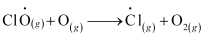 ClȮ(g) + O(g) ⟶ Ċl(g) + O2(g)